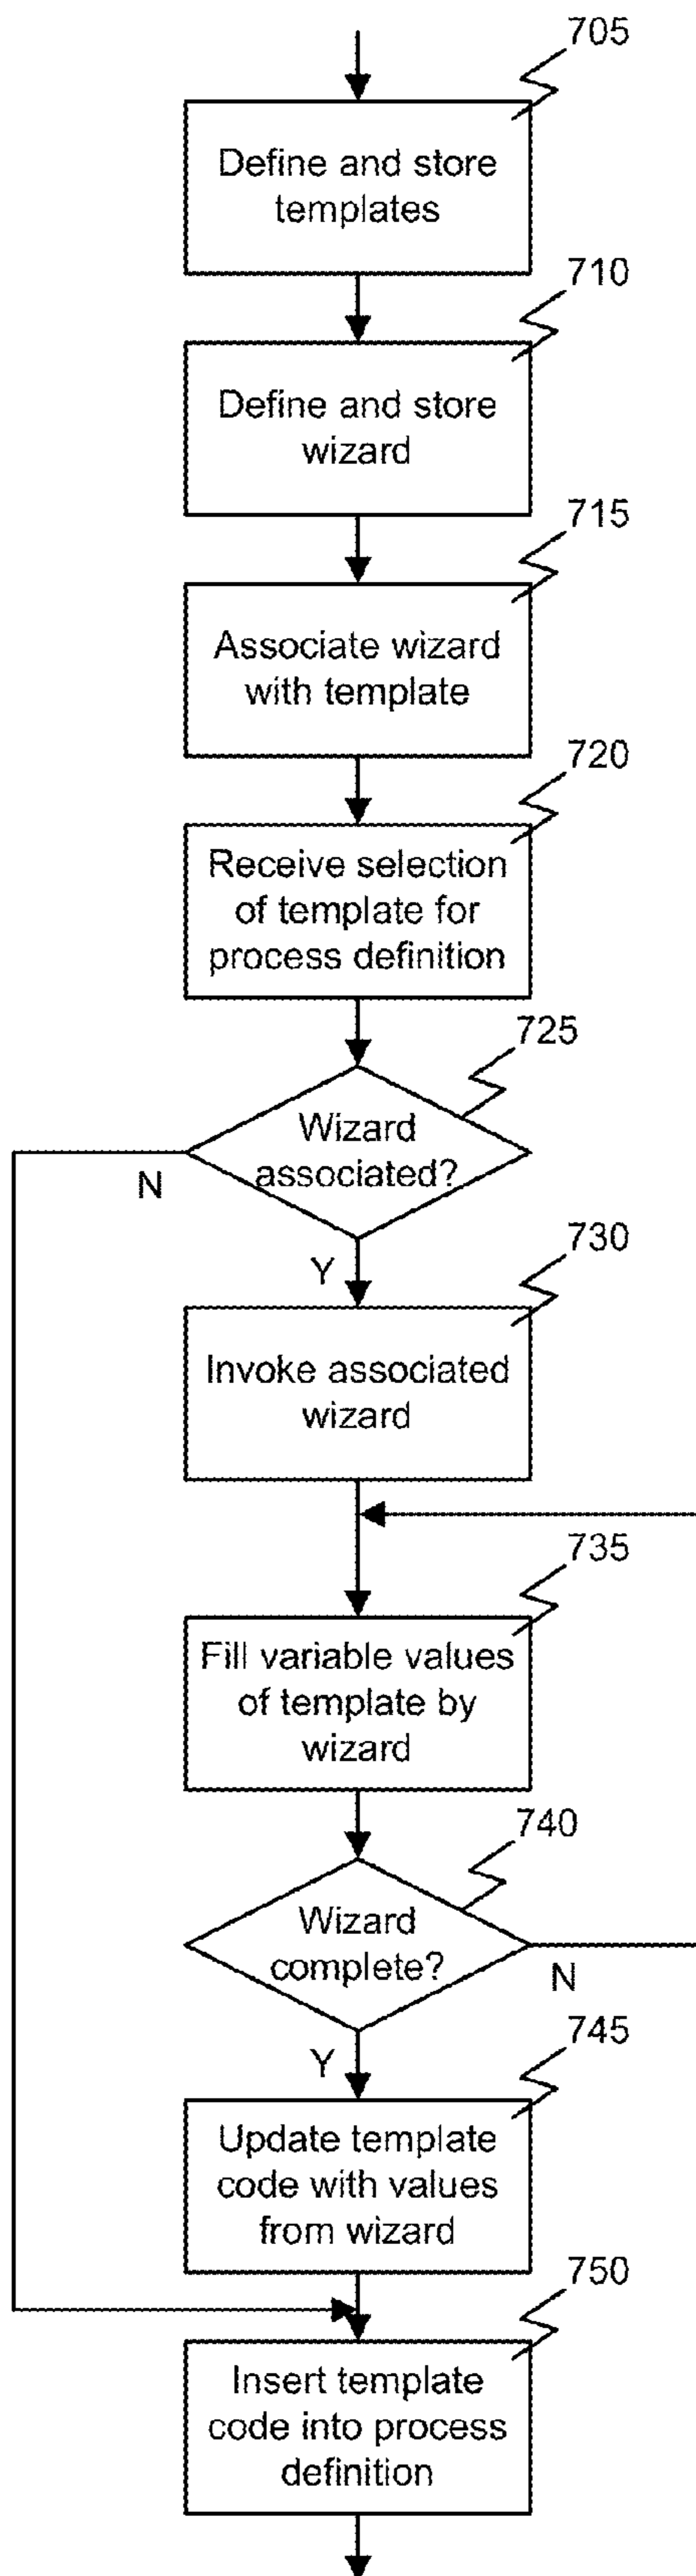 705
Define and store
templates
710
Define and store
wizard
715
Associate wizard
with template
720
Receive selection
of template for
process definition
725
Wizard
associated?
N
Y
730
Invoke associated
wizard
735
Fill variable values
of template by
wizard
740
Wizard
complete?
N
Y
745
Update template
code with values
from wizard
750
Insert template
code into process
definition